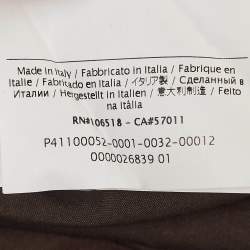 Made in Italy / Fabbricato in Italia / Fabrique en
Italie / Fabricado en Italia / イタリア製 / Сделанный в
Италии / Hergestellt in Italien / 意大利制造 / Feito
na itália
RN#106518 - CA#57011
P41100052-0001-0032-00012
0000026839 01